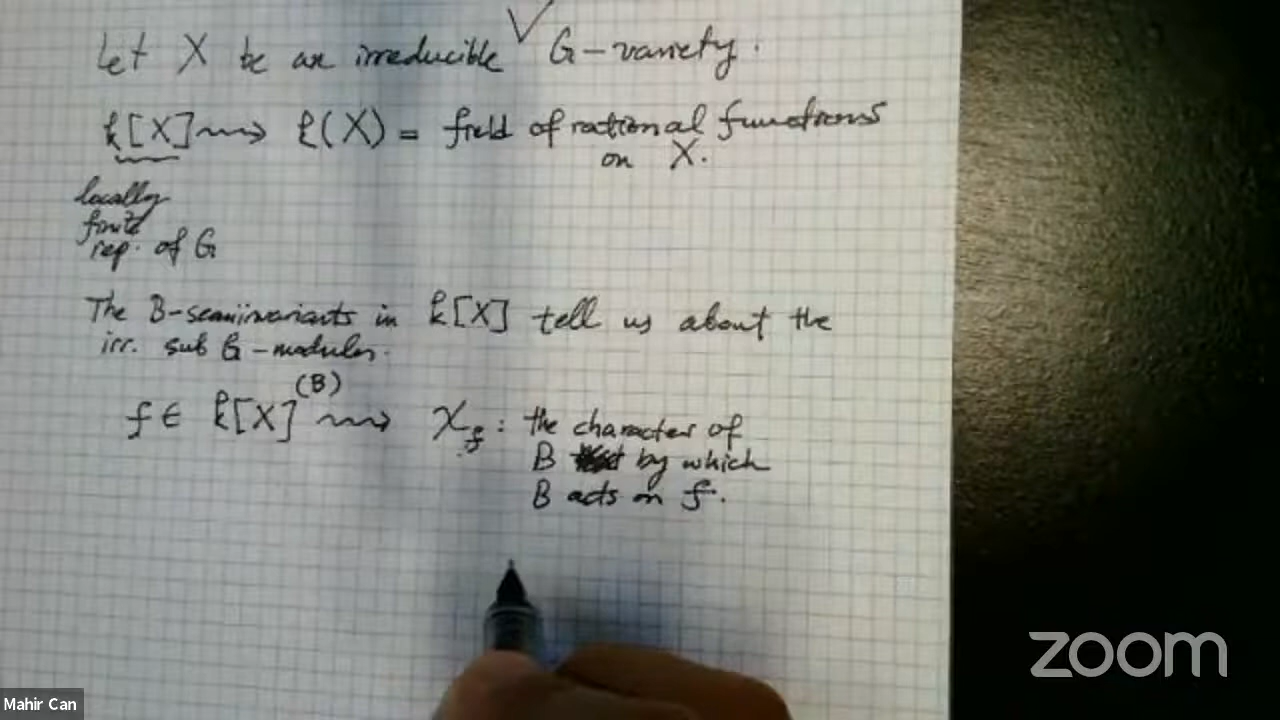 Let X be an irreducible G-variety.
k[X] ⇝ k(X) = field of rational functions
on X.
locally
finite
rep. of G
The B-semiinvariants in k[X] tell us about the
irr. sub G-modules.
f ∈ k[X]^(B) ⇝ χ_f : the character of
B by which
B acts on f.
zoom
Mahir Can